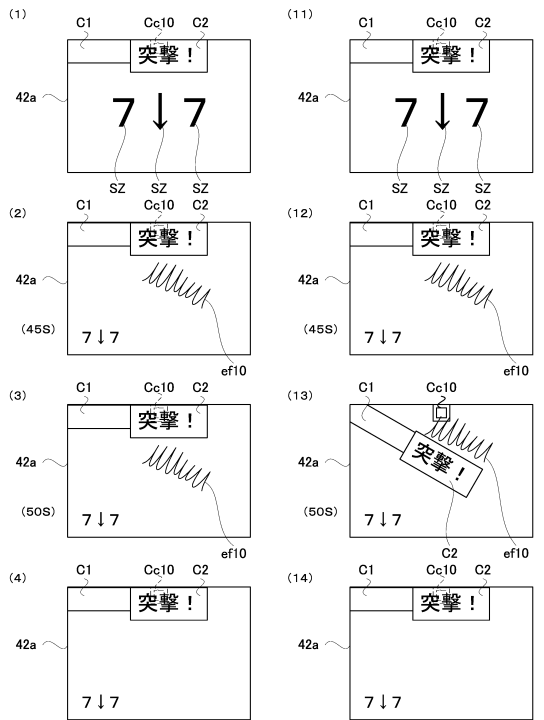 (1)
C1 Cc10 C2
突撃！
42a
7 ↓ 7
SZ SZ SZ
(2)
C1 Cc10 C2
突撃！
42a
(45S)
7↓7
ef10
(3)
C1 Cc10 C2
突撃！
42a
(50S)
7↓7
ef10
(4)
C1 Cc10 C2
突撃！
42a
7↓7
(11)
C1 Cc10 C2
突撃！
42a
7 ↓ 7
SZ SZ SZ
(12)
C1 Cc10 C2
突撃！
42a
(45S)
7↓7
ef10
(13)
C1 Cc10
突撃！
42a
(50S)
7↓7
C2 ef10
(14)
C1 Cc10 C2
突撃！
42a
7↓7